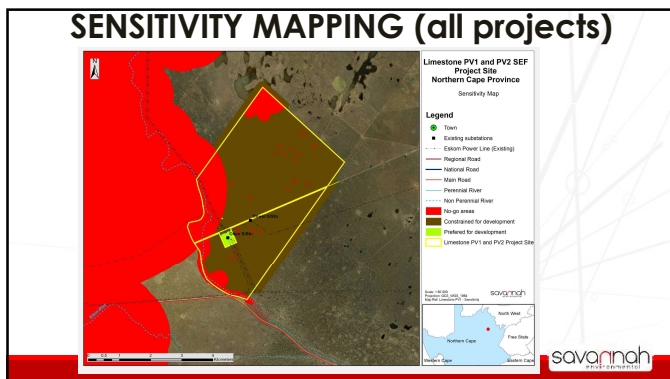 SENSITIVITY MAPPING (all projects)
N
Limestone PV1 and PV2 SEF
Project Site
Northern Cape Province
Sensitivity Map
Legend
Town
Existing substations
Eskom Power Line (Existing)
Regional Road
National Road
Main Road
Perennial River
Non Perennial River
No-go areas
Constrained for development
Prefered for development
Limestone PV1 and PV2 Project Site
savannah
North West
Northern Cape
Free State
Western Cape
Eastern Cape
Kilometres
savannah
environmental